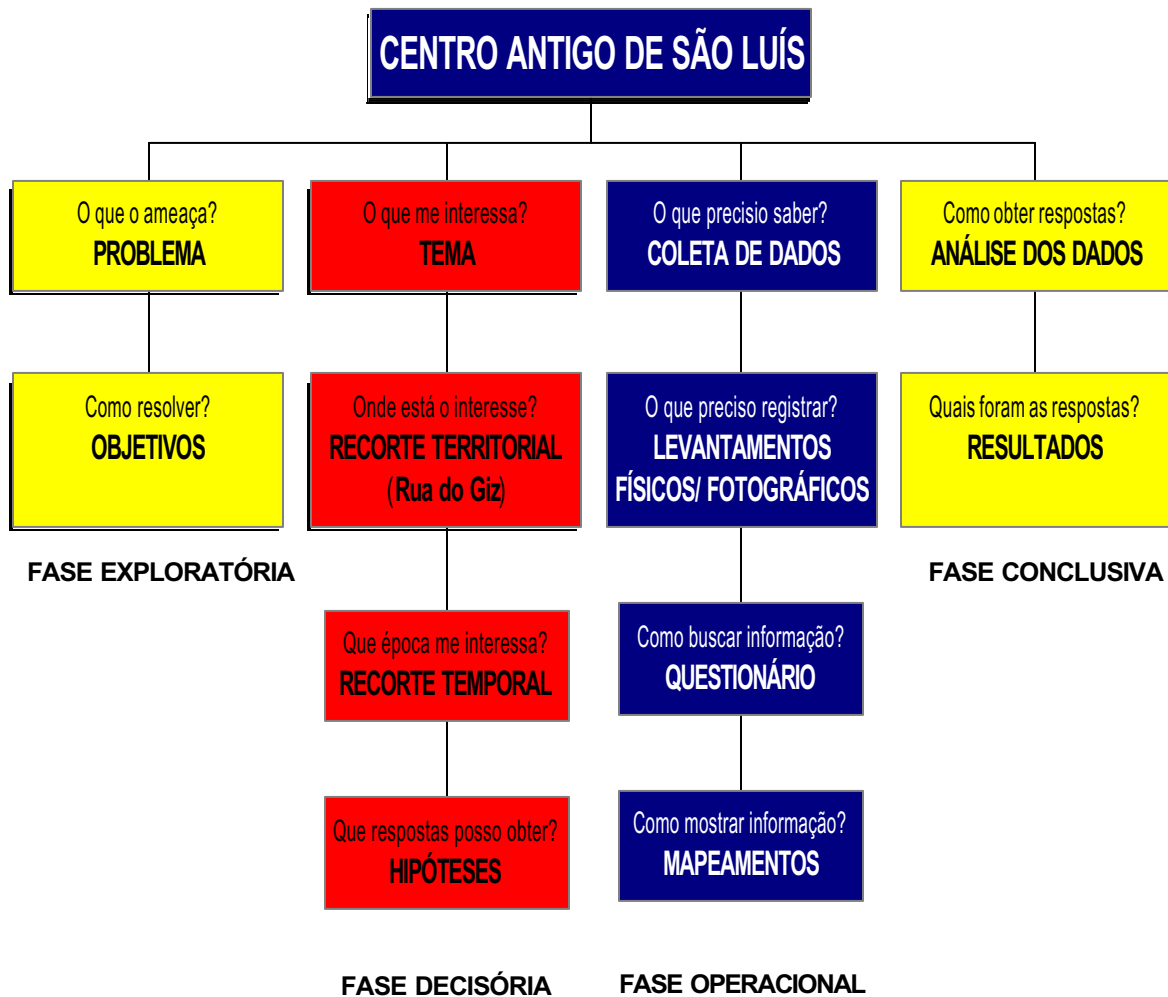 CENTRO ANTIGO DE SÃO LUÍS
O que o ameaça?
PROBLEMA
O que me interessa?
TEMA
O que precisio saber?
COLETA DE DADOS
Como obter respostas?
ANÁLISE DOS DADOS
Como resolver?
OBJETIVOS
Onde está o interesse?
RECORTE TERRITORIAL
(Rua do Giz)
O que preciso registrar?
LEVANTAMENTOS
FÍSICOS/ FOTOGRÁFICOS
Quais foram as respostas?
RESULTADOS
FASE EXPLORATÓRIA
FASE CONCLUSIVA
Que época me interessa?
RECORTE TEMPORAL
Como buscar informação?
QUESTIONÁRIO
Que respostas posso obter?
HIPÓTESES
Como mostrar informação?
MAPEAMENTOS
FASE DECISÓRIA
FASE OPERACIONAL